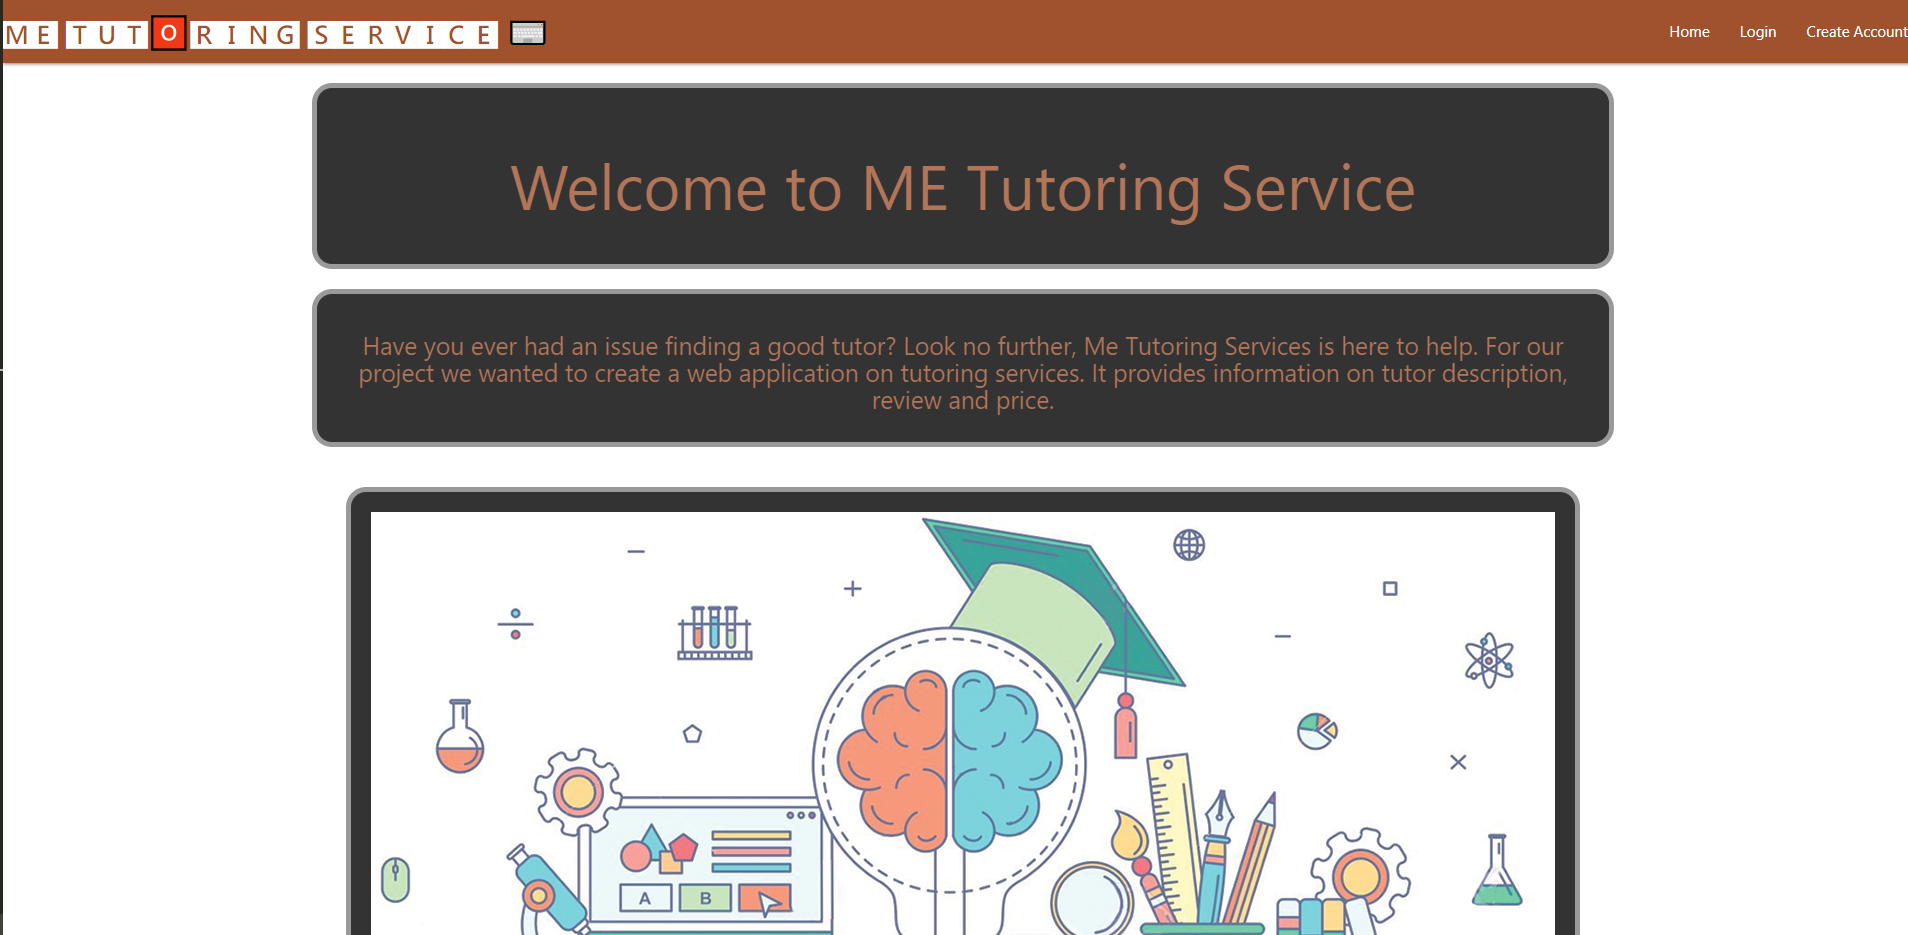 ME TUTORING SERVICE
Home Login Create Account
Welcome to ME Tutoring Service
Have you ever had an issue finding a good tutor? Look no further, Me Tutoring Services is here to help. For our
project we wanted to create a web application on tutoring services. It provides information on tutor description,
review and price.
A B